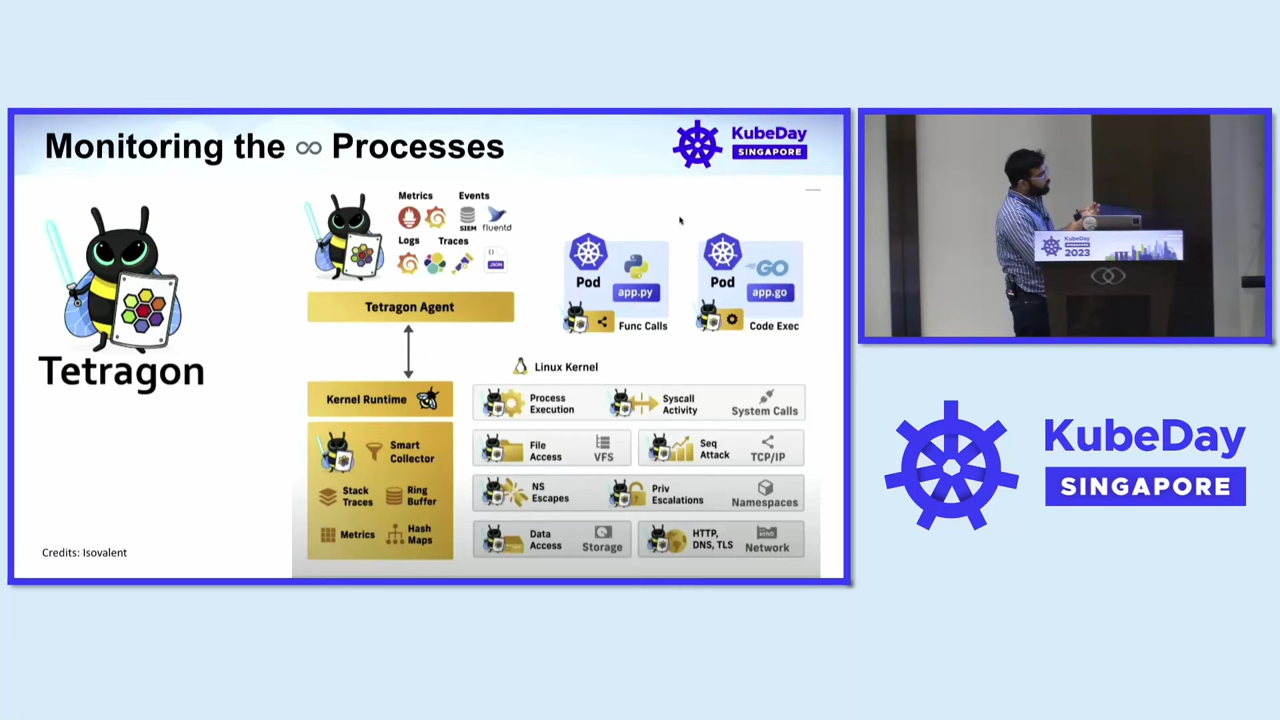 Monitoring the ∞ Processes
KubeDay
SINGAPORE
Tetragon
Credits: Isovalent
Metrics
Events
SIEM
fluentd
Logs
Traces
{}
JSON
Tetragon Agent
Pod
app.py
Func Calls
Pod
GO
app.go
Code Exec
Linux Kernel
Kernel Runtime
Smart
Collector
Stack
Traces
Ring
Buffer
Metrics
Hash
Maps
Process
Execution
Syscall
Activity
System Calls
File
Access
VFS
Seq
Attack
TCP/IP
NS
Escapes
Priv
Escalations
Namespaces
Data
Access
Storage
HTTP,
DNS, TLS
eth0
Network
KubeDay
SINGAPORE
2023
KubeDay
SINGAPORE